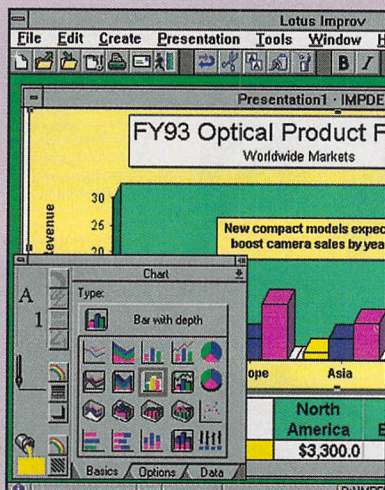 Lotus Improv
File Edit Create Presentation Tools Window H
B I
Presentation1 · IMPDE
FY93 Optical Product F
Worldwide Markets
30
25
20
Revenue
New compact models expec
boost camera sales by yea
Chart
Type:
Bar with depth
A
1
ope Asia
North
America
E
$3,300.0
Basics Options Data